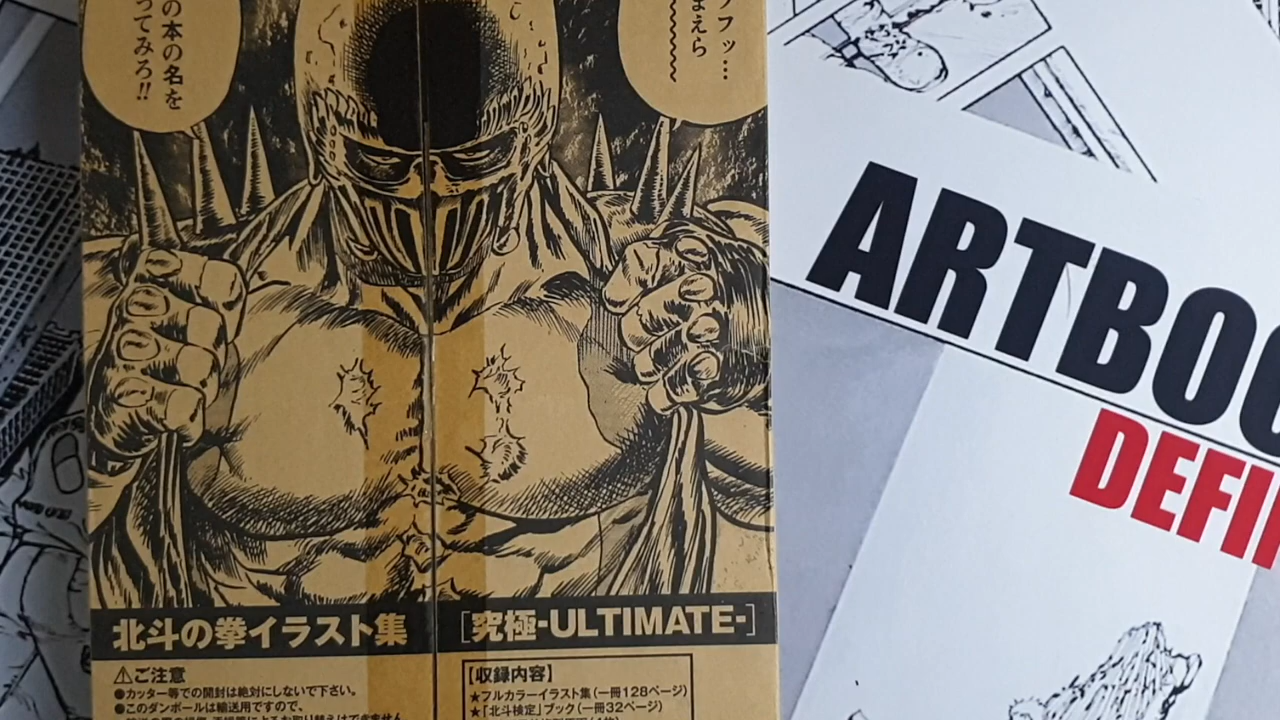 の本の名を
ってみろ!!
フッ…
まえら
北斗の拳イラスト集
[究極-ULTIMATE-]
⚠ご注意
●カッター等での開封は絶対にしないで下さい。
●このダンボールは輸送用ですので、
【収録内容】
★フルカラーイラスト集(一冊128ページ)
★「北斗検定」ブック(一冊32ページ)
ARTBOO
DEFI